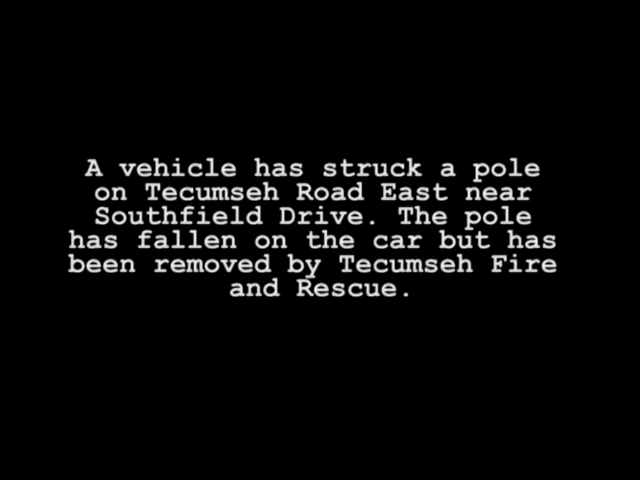 A vehicle has struck a pole
on Tecumseh Road East near
Southfield Drive. The pole
has fallen on the car but has
been removed by Tecumseh Fire
and Rescue.